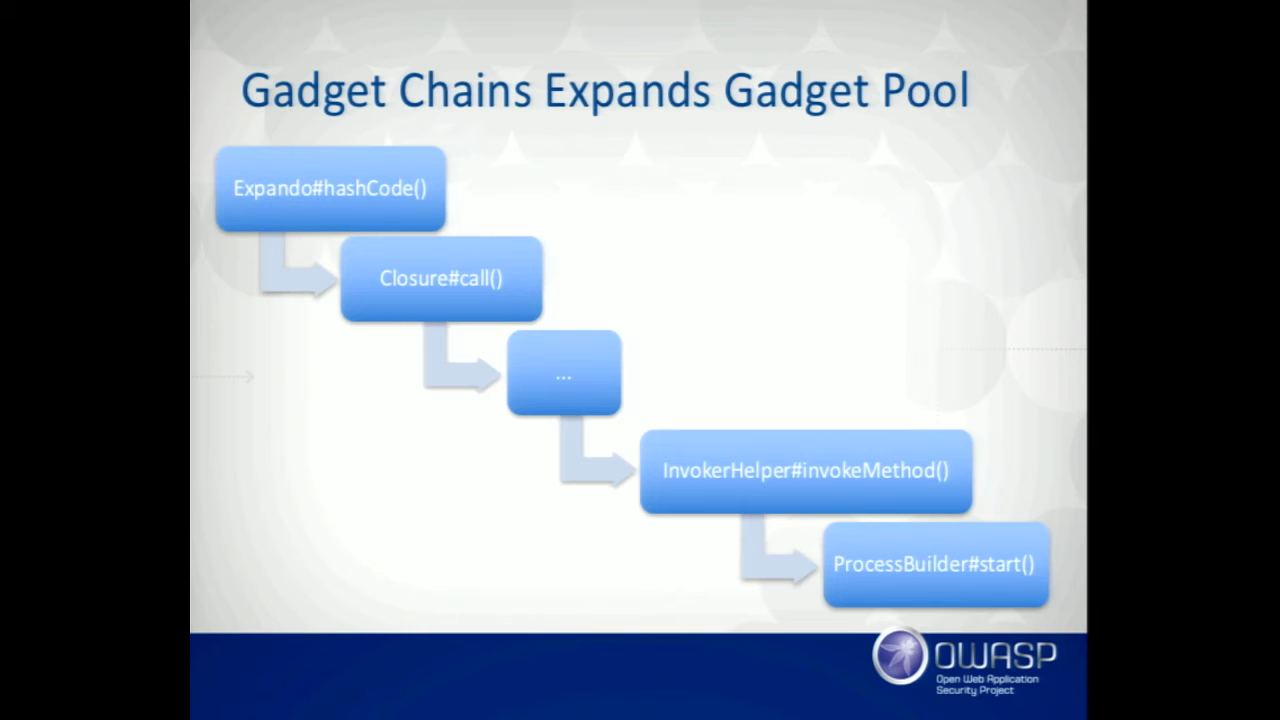 Gadget Chains Expands Gadget Pool
Expando#hashCode()
Closure#call()
...
InvokerHelper#invokeMethod()
ProcessBuilder#start()
OWASP
Open Web Application
Security Project